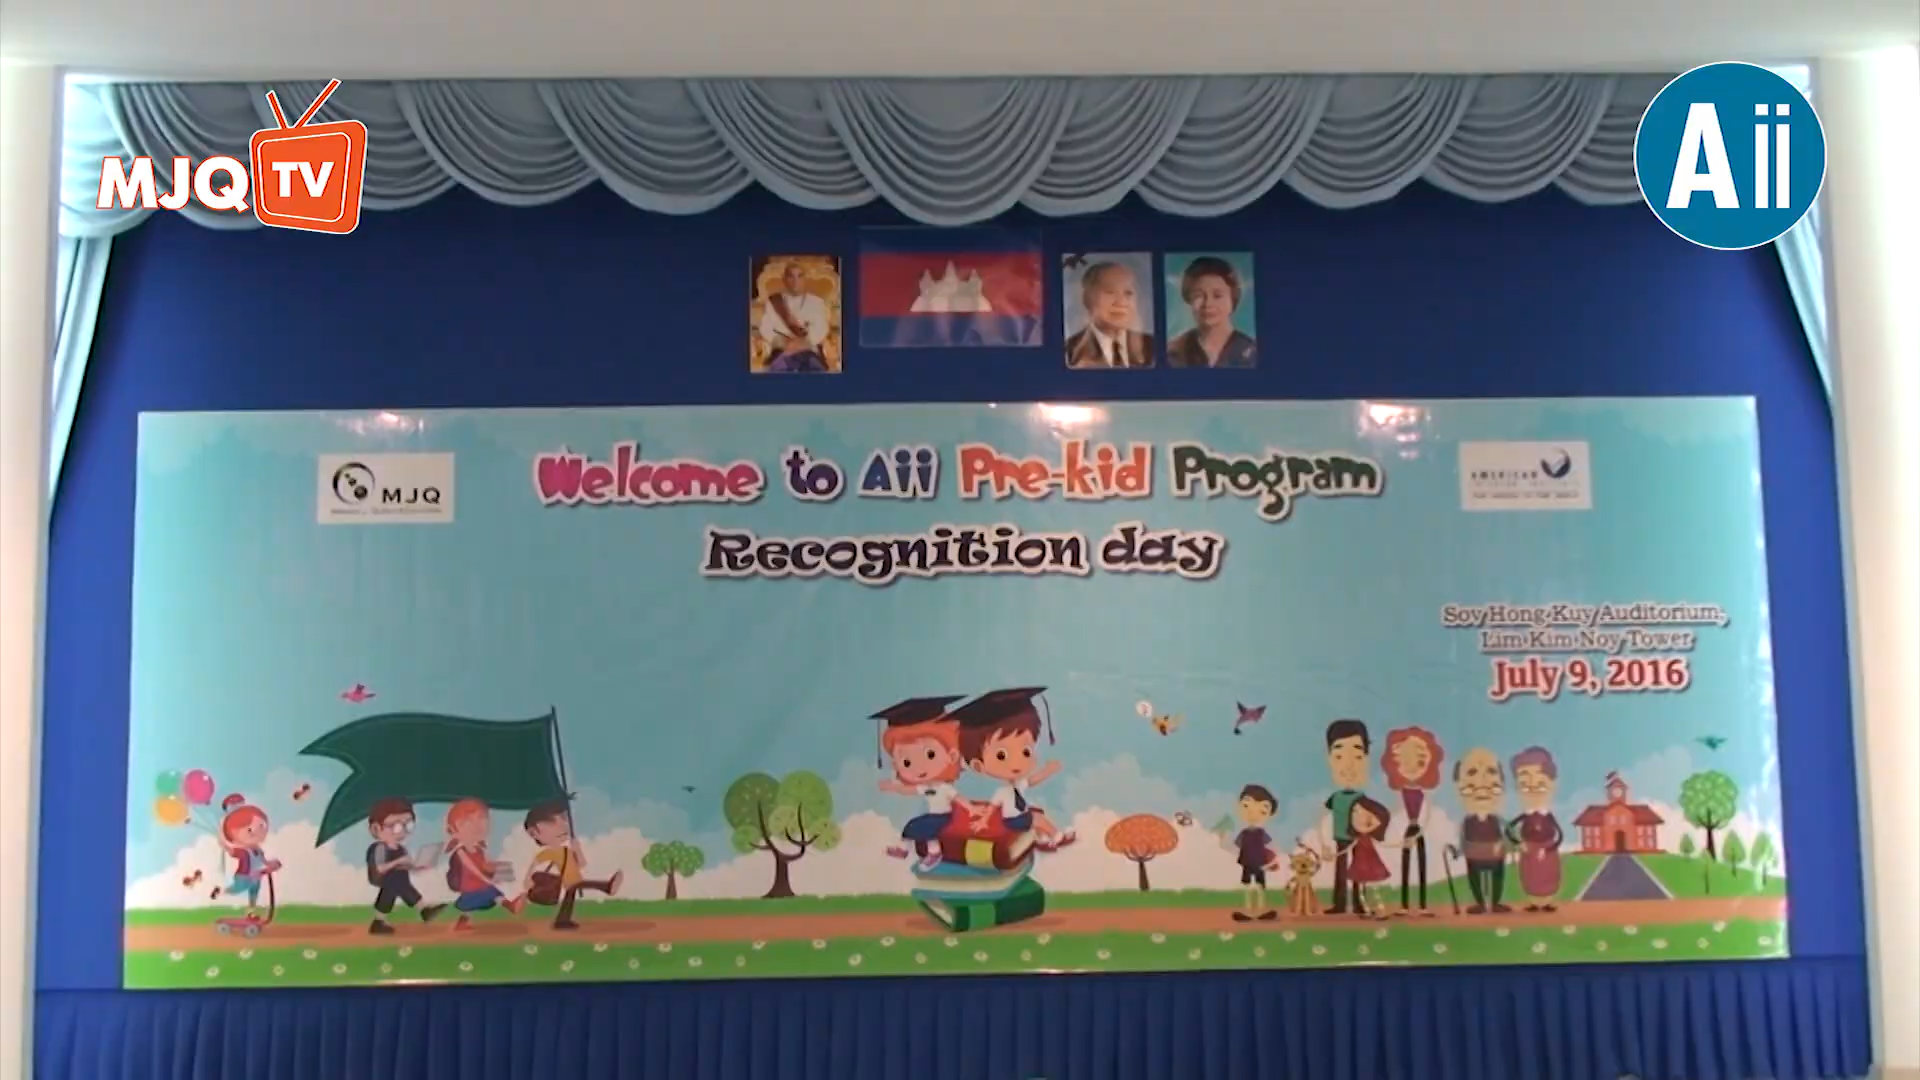 MJQ TV
Aii
MJQ
Welcome to Aii Pre-kid Program
Recognition day
AMERICAN
Soy Hong Kuy Auditorium,
Lim Kim Noy Tower
July 9, 2016